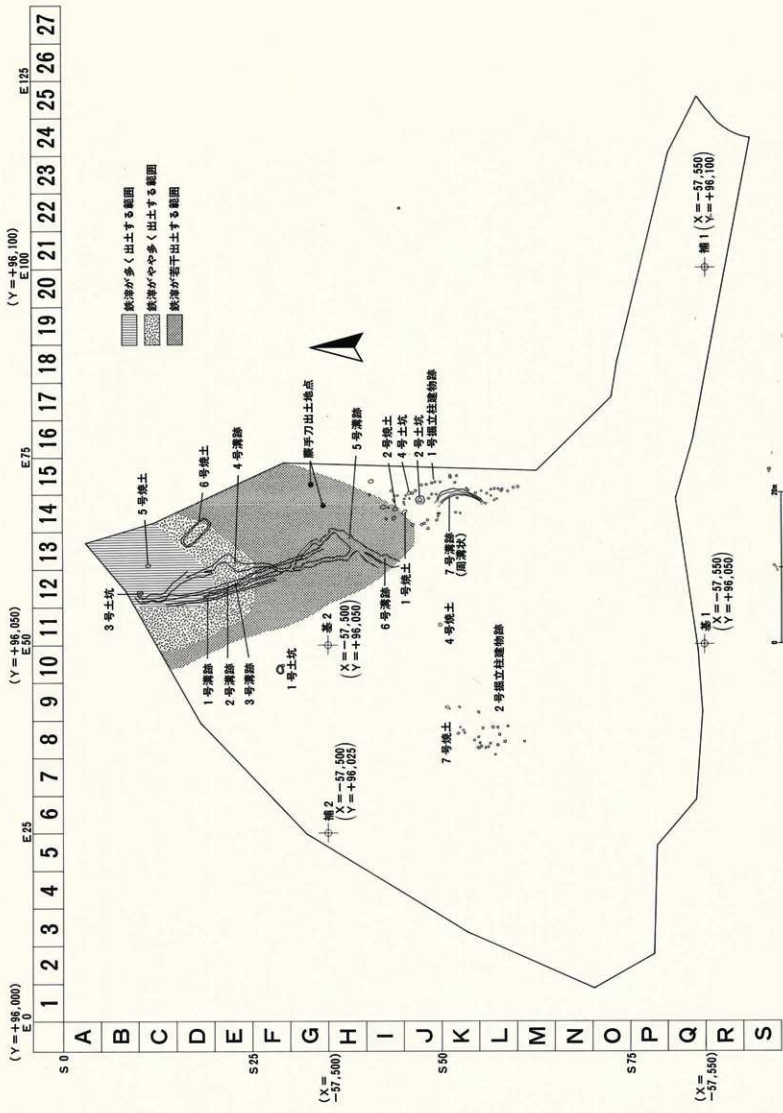 (Y=+96,000)
E 0
E 25
(Y=+96,050)
E 50
E 75
(Y=+96,100)
E 100
E 125
1 2 3 4 5 6 7 8 9 10 11 12 13 14 15 16 17 18 19 20 21 22 23 24 25 26 27
S 0
A
B
C
D
E
S 25
F
G
(X=
-57,500)
H
I
J
S 50
K
L
M
N
O
S 75
P
Q
(X=
-57,550)
R
S
鉄滓が多く出土する範囲
鉄滓がやや多く出土する範囲
鉄滓が若干出土する範囲
3号土坑
5号焼土
6号焼土
4号溝跡
1号溝跡
2号溝跡
3号溝跡
蕨手刀出土地点
5号溝跡
1号土坑
基2
(X=-57,500
Y=+96,050)
補2
(X=-57,500
Y=+96,025)
6号溝跡
1号焼土
2号焼土
4号土坑
2号土坑
1号掘立柱建物跡
7号溝跡
(周溝状)
4号焼土
7号焼土
2号掘立柱建物跡
基1
(X=-57,550
Y=+96,050)
補1
(X=-57,550
Y=+96,100)
0
20m